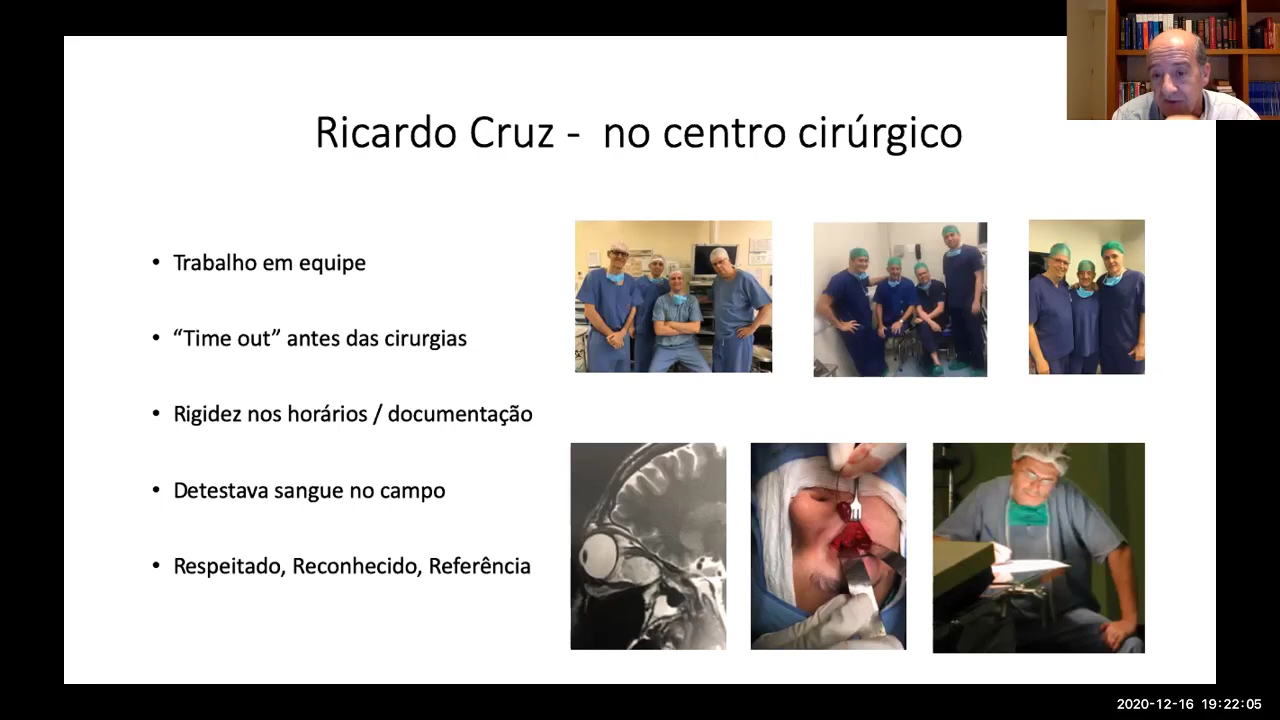 Ricardo Cruz - no centro cirúrgico
• Trabalho em equipe
• “Time out” antes das cirurgias
• Rigidez nos horários / documentação
• Detestava sangue no campo
• Respeitado, Reconhecido, Referência
2020-12-16 19:22:05